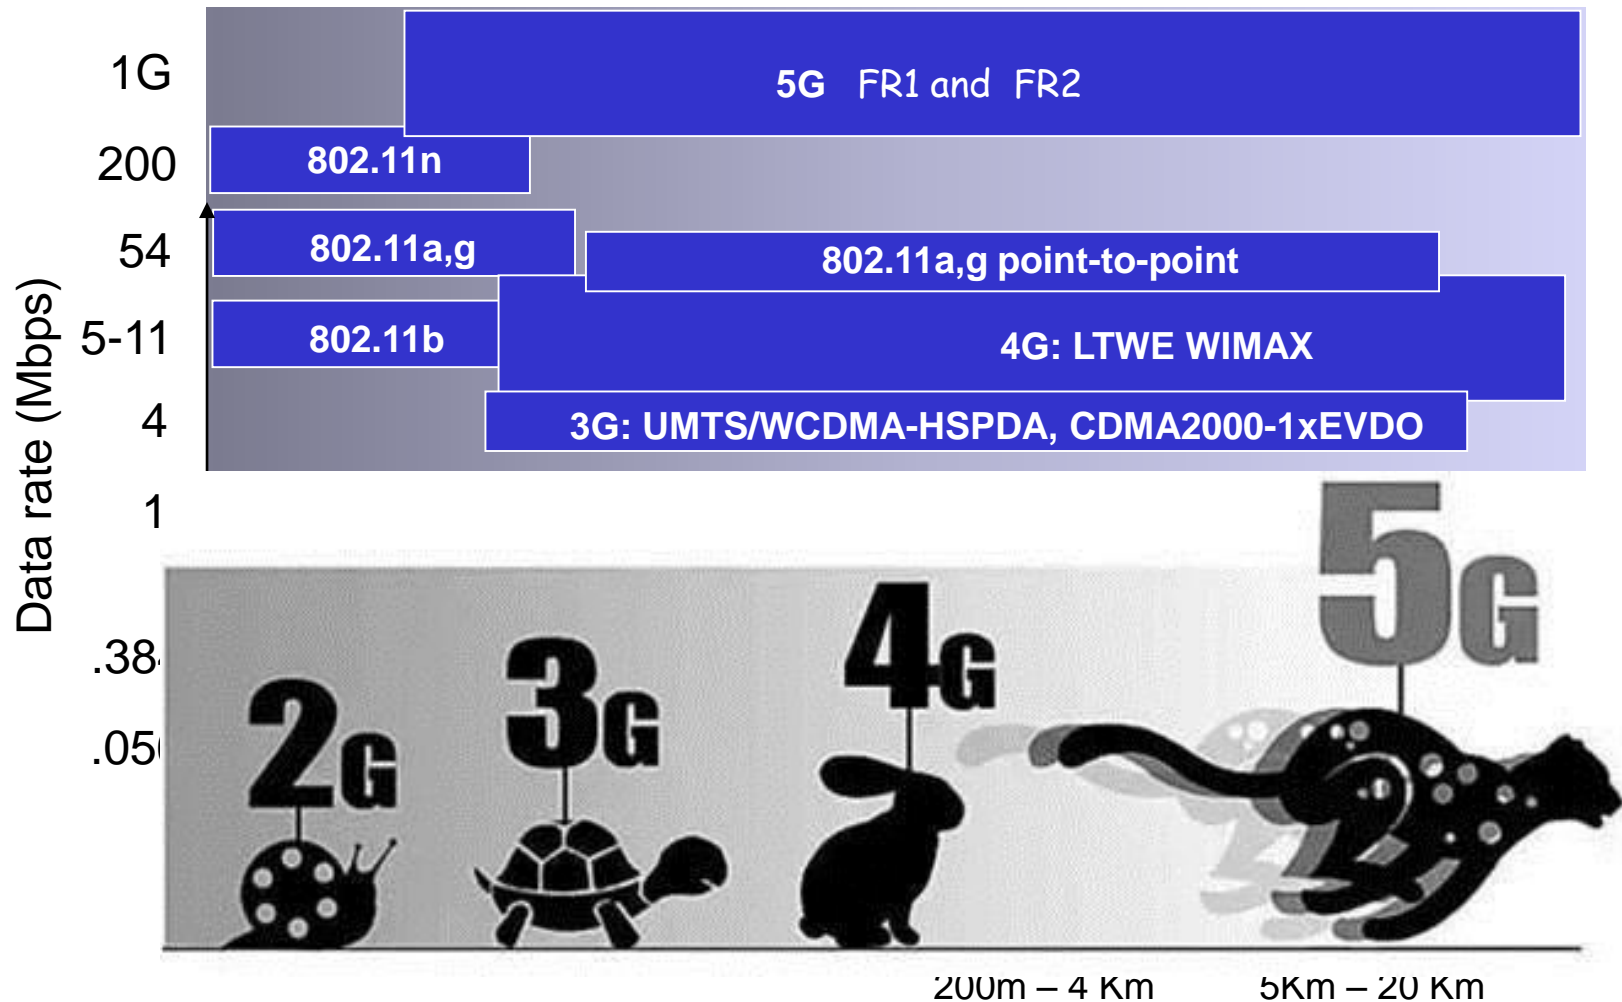 1G
5G FR1 and FR2
200
802.11n
54
802.11a,g
802.11a,g point-to-point
5-11
802.11b
4G: LTWE WIMAX
4
3G: UMTS/WCDMA-HSPDA, CDMA2000-1xEVDO
Data rate (Mbps)
1
5G
4G
3G
2G
.384
.05
200m – 4 Km
5Km – 20 Km